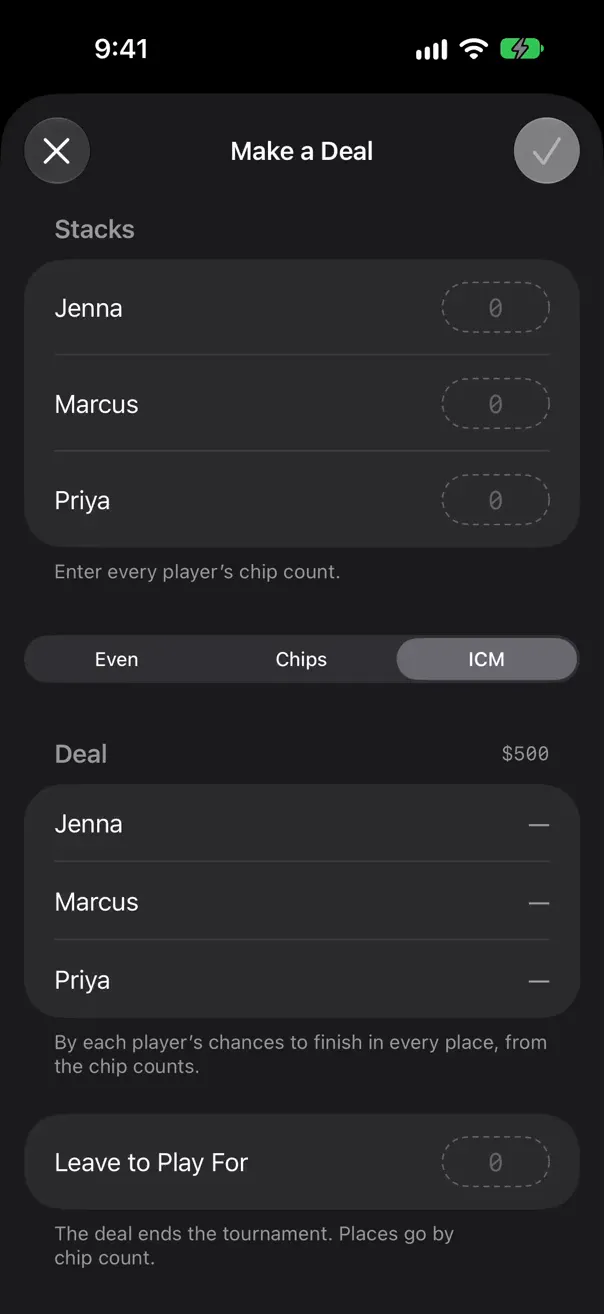 9:41
Make a Deal
Stacks
Jenna 0
Marcus 0
Priya 0
Enter every player’s chip count.
Even Chips ICM
Deal $500
Jenna —
Marcus —
Priya —
By each player’s chances to finish in every place, from
the chip counts.
Leave to Play For 0
The deal ends the tournament. Places go by
chip count.